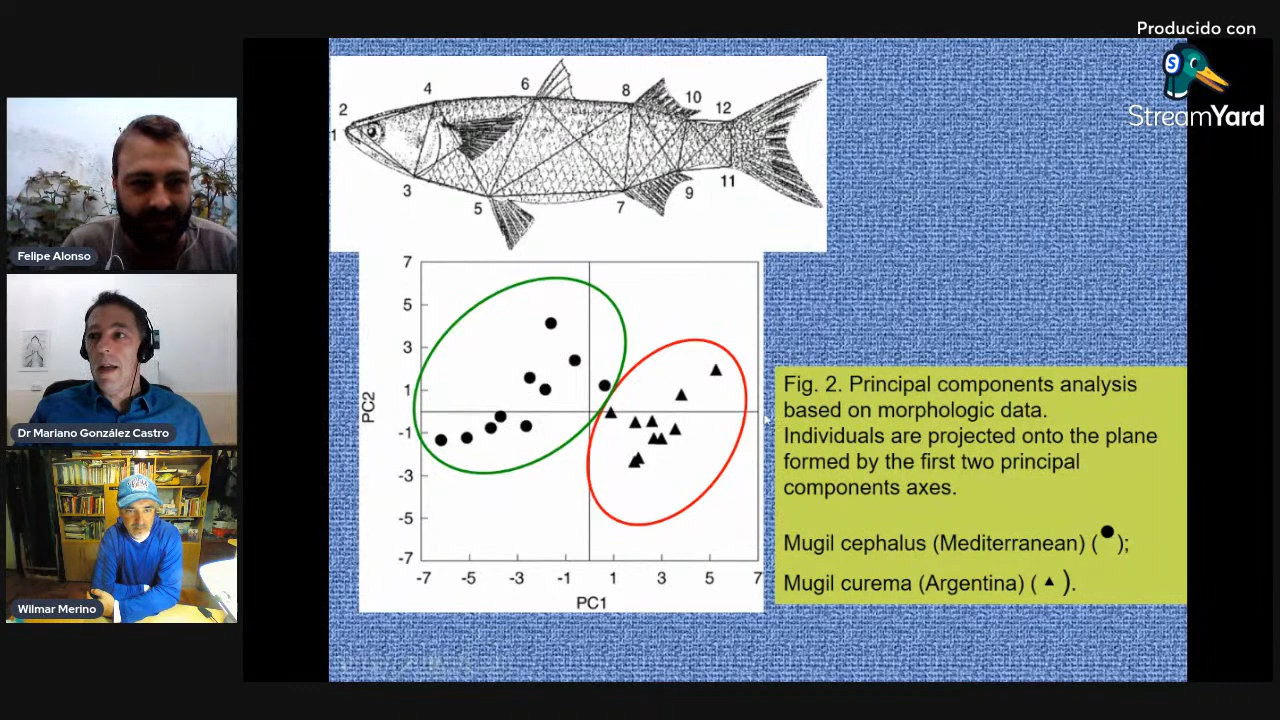 Producido con
StreamYard
Felipe Alonso
Dr Mariano González Castro
Wilmar Merino
1
2
3
4
5
6
7
8
9
10
11
12
7
5
3
1
-1
-3
-5
-7
PC2
-7
-5
-3
-1
1
3
5
7
PC1
Fig. 2. Principal components analysis
based on morphologic data.
Individuals are projected onto the plane
formed by the first two principal
components axes.
Mugil cephalus (Mediterranean) (●);
Mugil curema (Argentina) (▲).